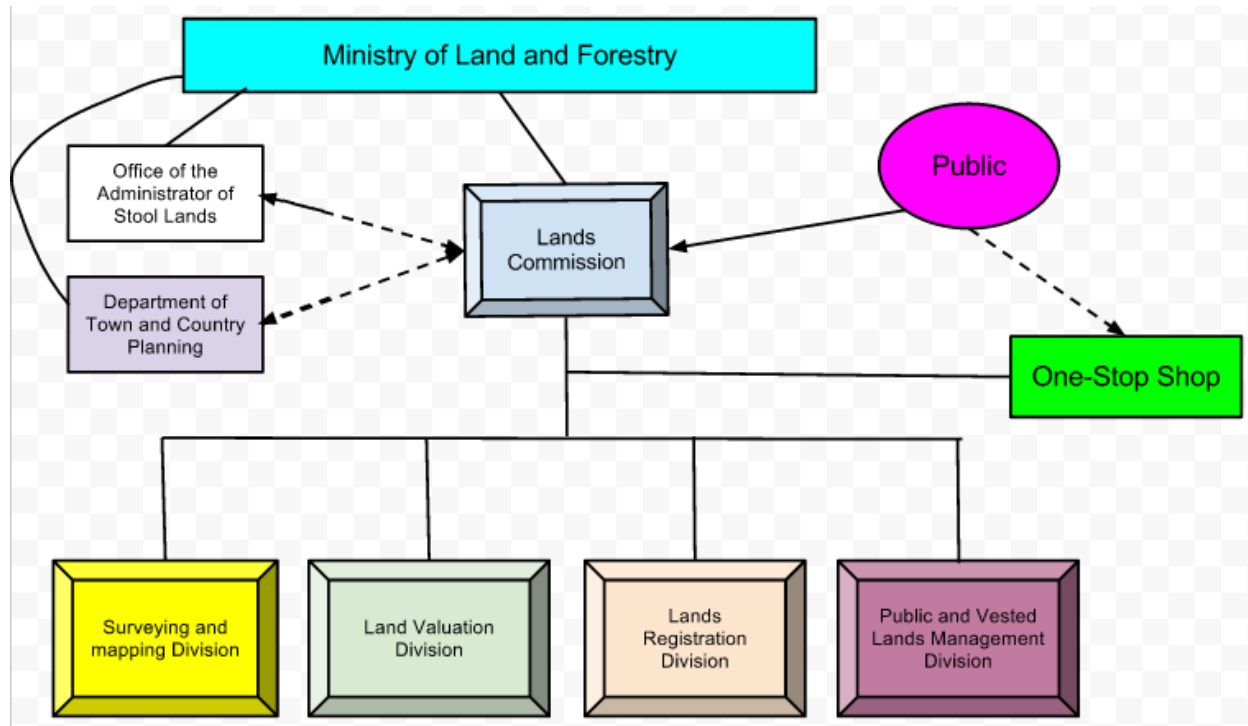 Ministry of Land and Forestry
Office of the
Administrator of
Stool Lands
Public
Lands
Commission
Department of
Town and Country
Planning
One-Stop Shop
Surveying and
mapping Division
Land Valuation
Division
Lands
Registration
Division
Public and Vested
Lands Management
Division